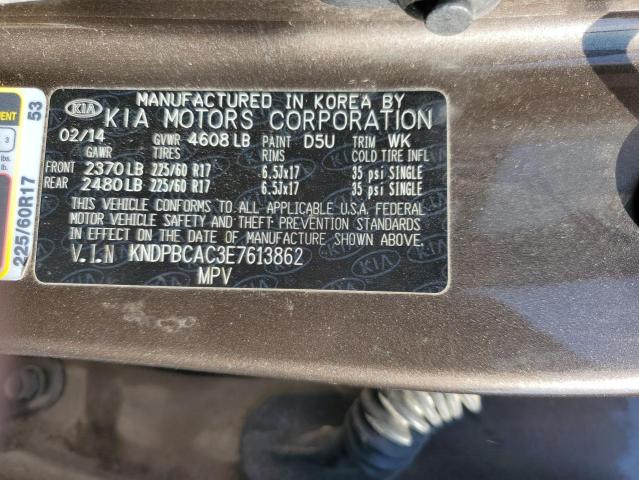 KIA MANUFACTURED IN KOREA BY
KIA MOTORS CORPORATION
02/14 GVWR 4608 LB PAINT D5U TRIM WK
GAWR TIRES RIMS COLD TIRE INFL
FRONT 2370 LB 225/60 R17 6.5Jx17 35 psi SINGLE
REAR 2480 LB 225/60 R17 6.5Jx17 35 psi SINGLE
THIS VEHICLE CONFORMS TO ALL APPLICABLE U.S.A. FEDERAL
MOTOR VEHICLE SAFETY AND THEFT PREVENTION STANDARDS
IN EFFECT ON THE DATE OF MANUFACTURE SHOWN ABOVE.
V.I.N KNDPBCAC3E7613862
MPV
53
225/60R17
3
lbs.
lb.